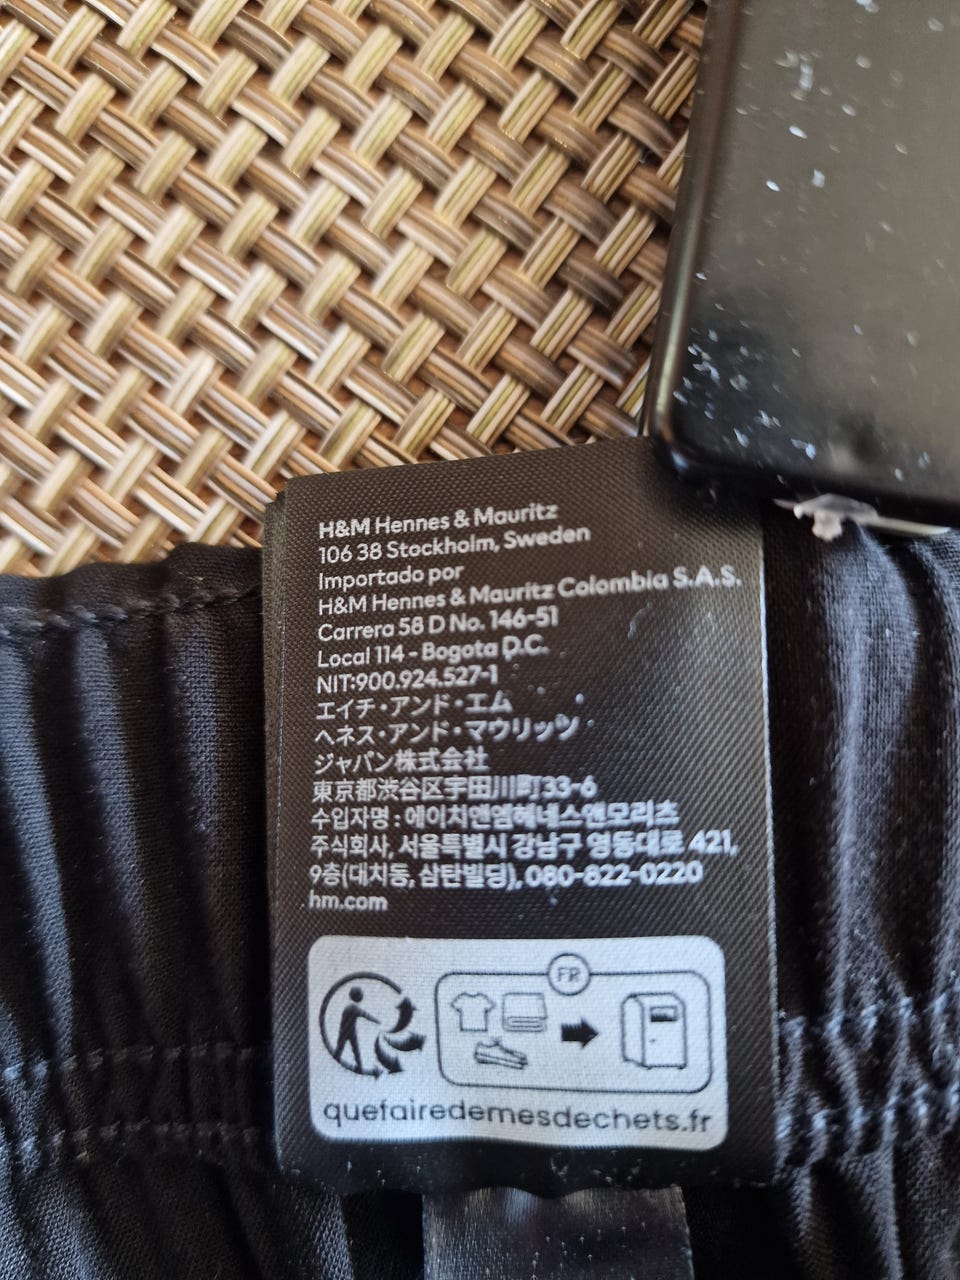 H&M Hennes & Mauritz
106 38 Stockholm, Sweden
Importado por
H&M Hennes & Mauritz Colombia S.A.S.
Carrera 58 D No. 146-51
Local 114 - Bogota D.C.
NIT:900.924.527-1
エイチ・アンド・エム
ヘネス・アンド・マウリッツ
ジャパン株式会社
東京都渋谷区宇田川町33-6
수입자명 : 에이치앤엠헤네스앤모리츠
주식회사, 서울특별시 강남구 영동대로 421,
9층(대치동, 삼탄빌딩), 080-822-0220
hm.com
FR
quefairedemesdechets.fr